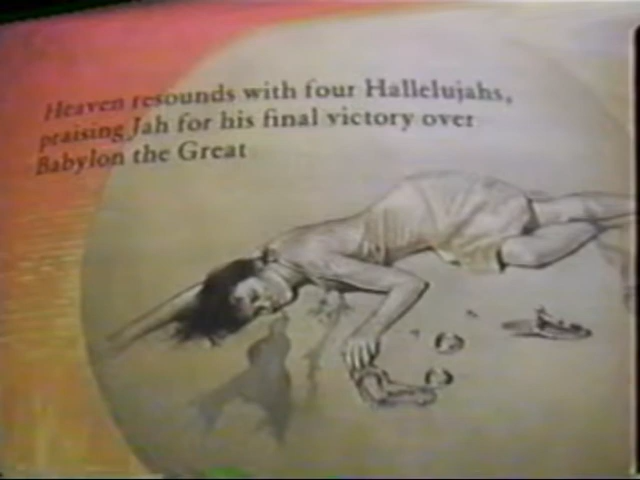 Heaven resounds with four Hallelujahs,
praising Jah for his final victory over
Babylon the Great